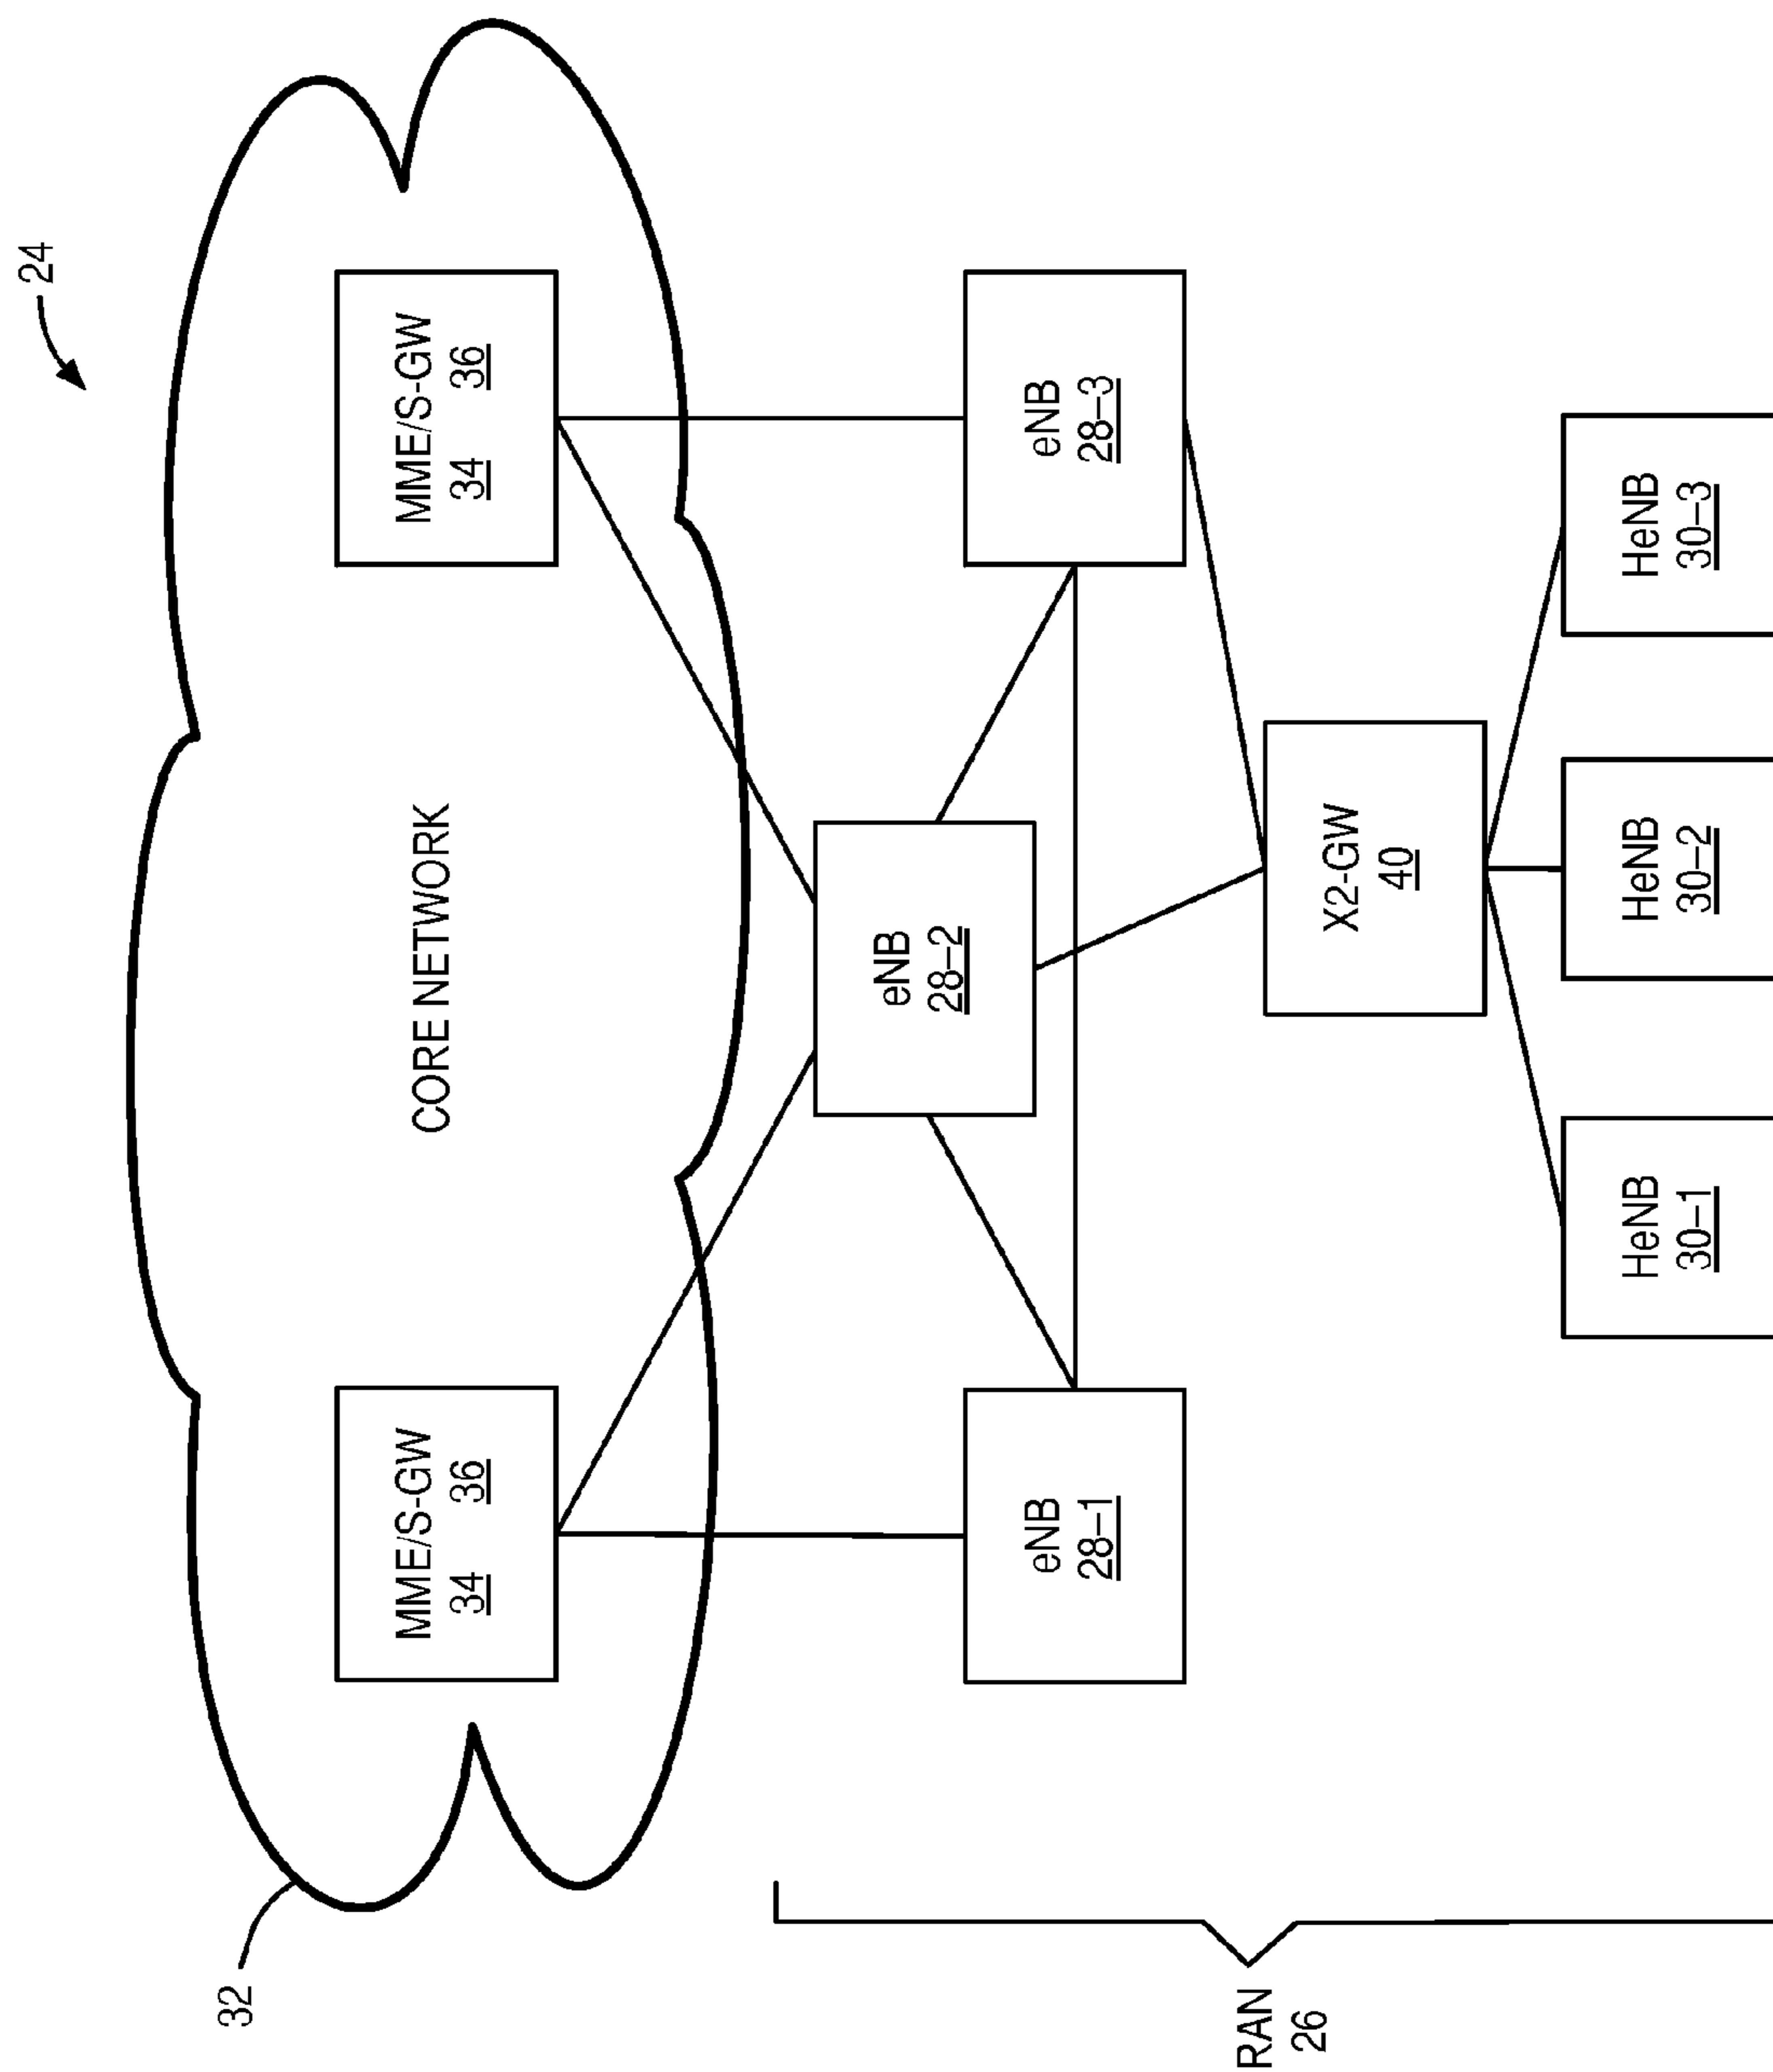 24
32
CORE NETWORK
MME/S-GW
34 36
MME/S-GW
34 36
eNB
28–2
eNB
28–1
eNB
28–3
RAN
26
X2-GW
40
HeNB
30–1
HeNB
30–2
HeNB
30–3